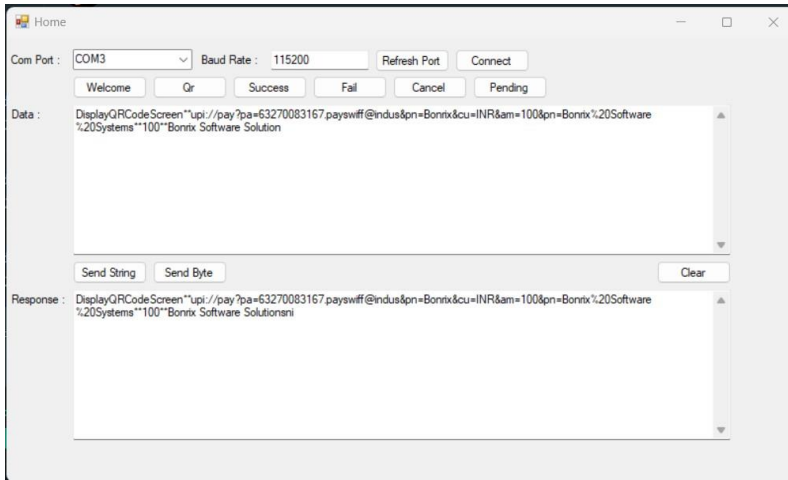 Home
Com Port : COM3 Baud Rate : 115200 Refresh Port Connect
Welcome Qr Success Fail Cancel Pending
Data : DisplayQRCodeScreen**upi://pay?pa=63270083167.payswiff@indus&pn=Bonrix&cu=INR&am=100&pn=Bonrix%20Software
%20Systems**100**Bonrix Software Solution
Send String Send Byte Clear
Response : DisplayQRCodeScreen**upi://pay?pa=63270083167.payswiff@indus&pn=Bonrix&cu=INR&am=100&pn=Bonrix%20Software
%20Systems**100**Bonrix Software Solutionsni